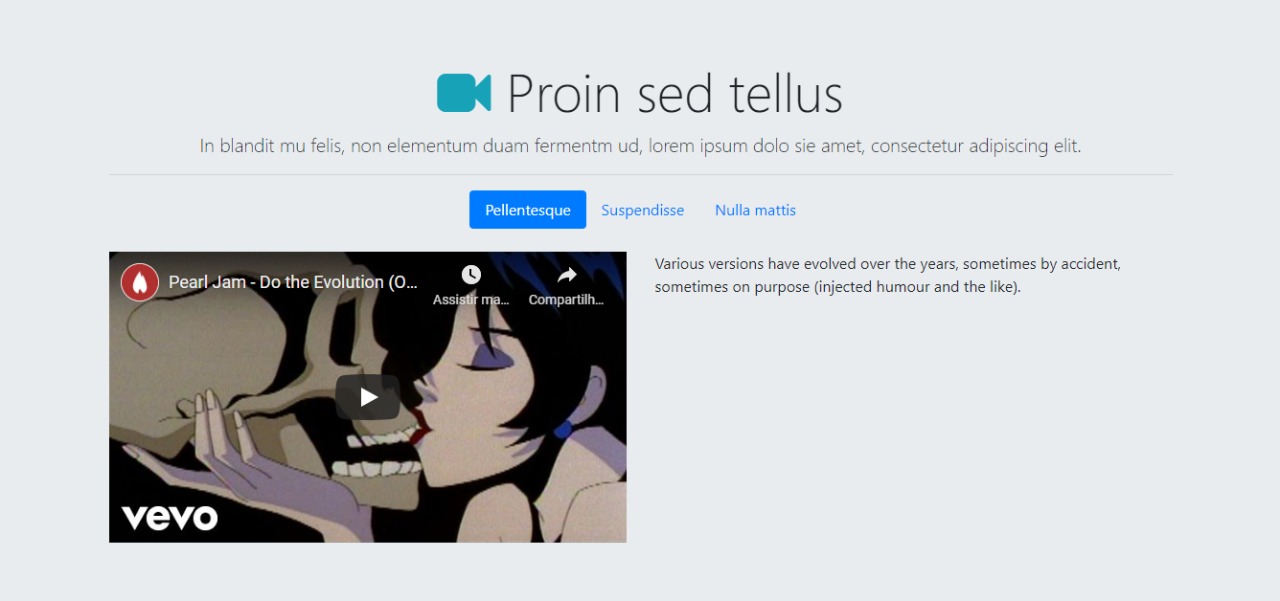 Proin sed tellus
In blandit mu felis, non elementum duam fermentm ud, lorem ipsum dolo sie amet, consectetur adipiscing elit.
Pellentesque Suspendisse Nulla mattis
Pearl Jam - Do the Evolution (O...
Assistir ma... Compartilh...
vevo
Various versions have evolved over the years, sometimes by accident,
sometimes on purpose (injected humour and the like).